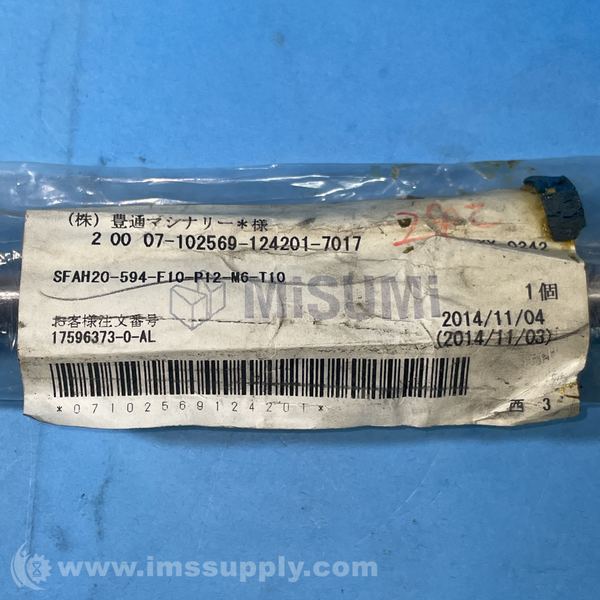 (株) 豊通マシナリー*様
2 00 07-102569-124201-7017
SFAH20-594-F10-P12-M6-T10
MiSUMi
1個
お客様注文番号
2014/11/04
17596373-0-AL
(2014/11/03)
*071025691 24201*
西 3
© www.imssupply.com/